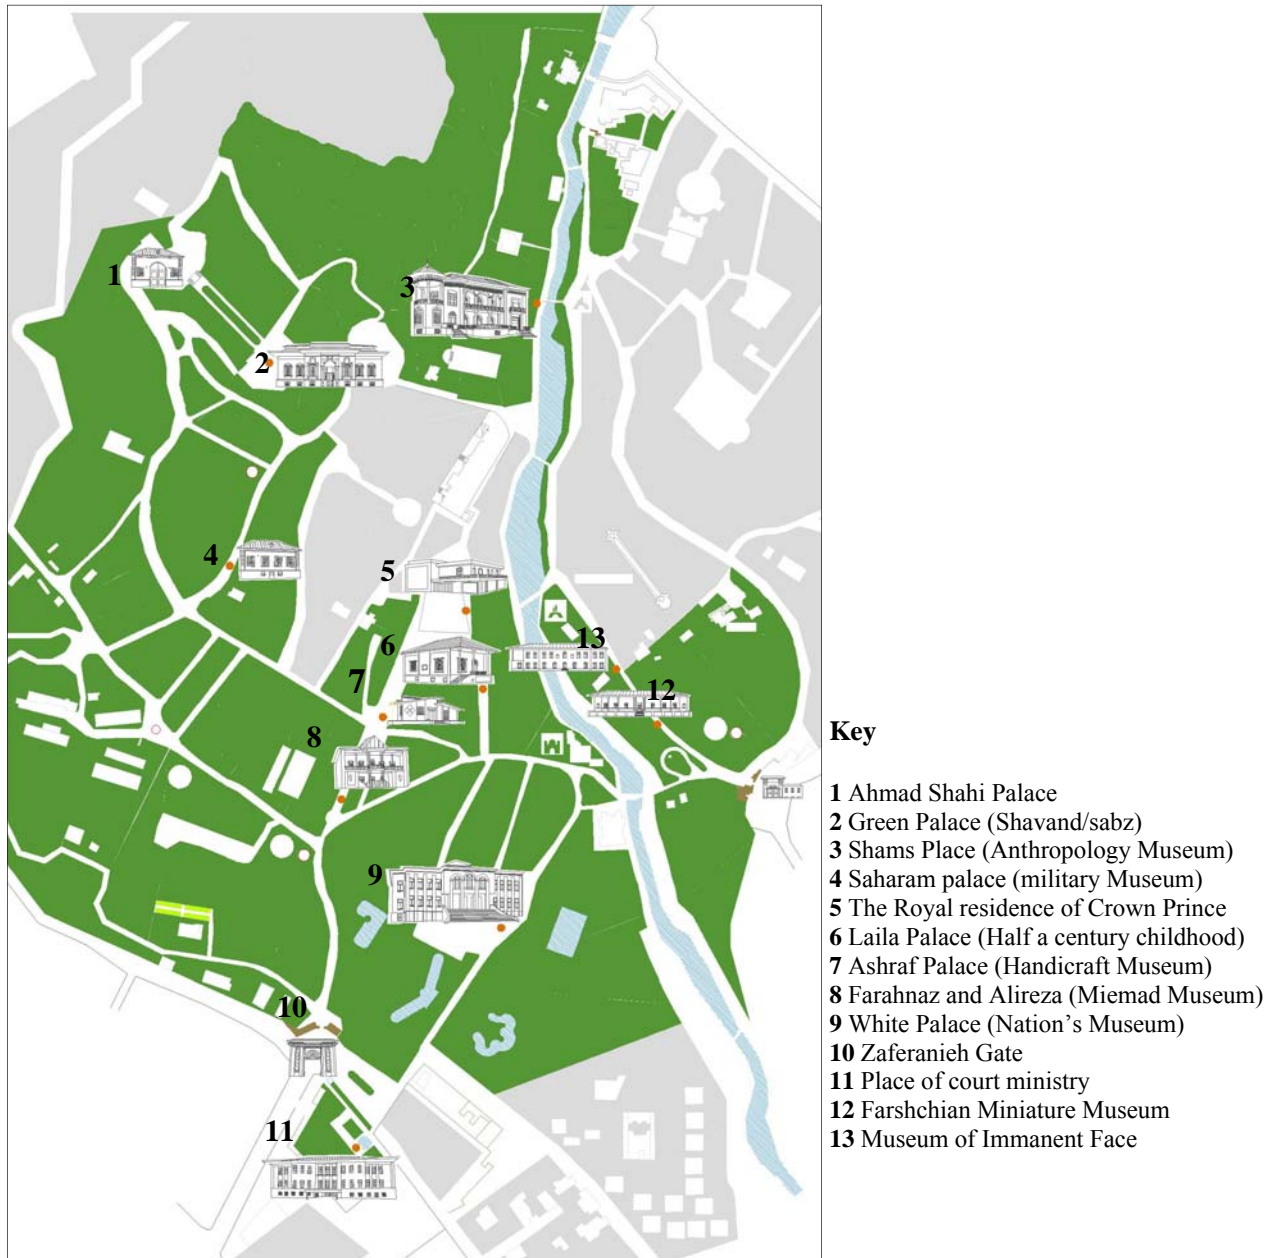 1
3
2
4
5
6
13
7
12
8
9
10
11
Key
1 Ahmad Shahi Palace
2 Green Palace (Shavand/sabz)
3 Shams Place (Anthropology Museum)
4 Saharam palace (military Museum)
5 The Royal residence of Crown Prince
6 Laila Palace (Half a century childhood)
7 Ashraf Palace (Handicraft Museum)
8 Farahnaz and Alireza (Miemad Museum)
9 White Palace (Nation's Museum)
10 Zaferanieh Gate
11 Place of court ministry
12 Farshchian Miniature Museum
13 Museum of Immanent Face